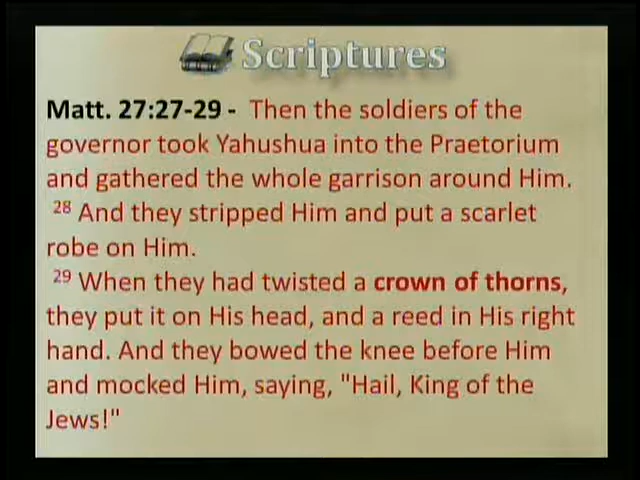 Scriptures
Matt. 27:27-29 - Then the soldiers of the
governor took Yahushua into the Praetorium
and gathered the whole garrison around Him.
28 And they stripped Him and put a scarlet
robe on Him.
29 When they had twisted a crown of thorns,
they put it on His head, and a reed in His right
hand. And they bowed the knee before Him
and mocked Him, saying, "Hail, King of the
Jews!"